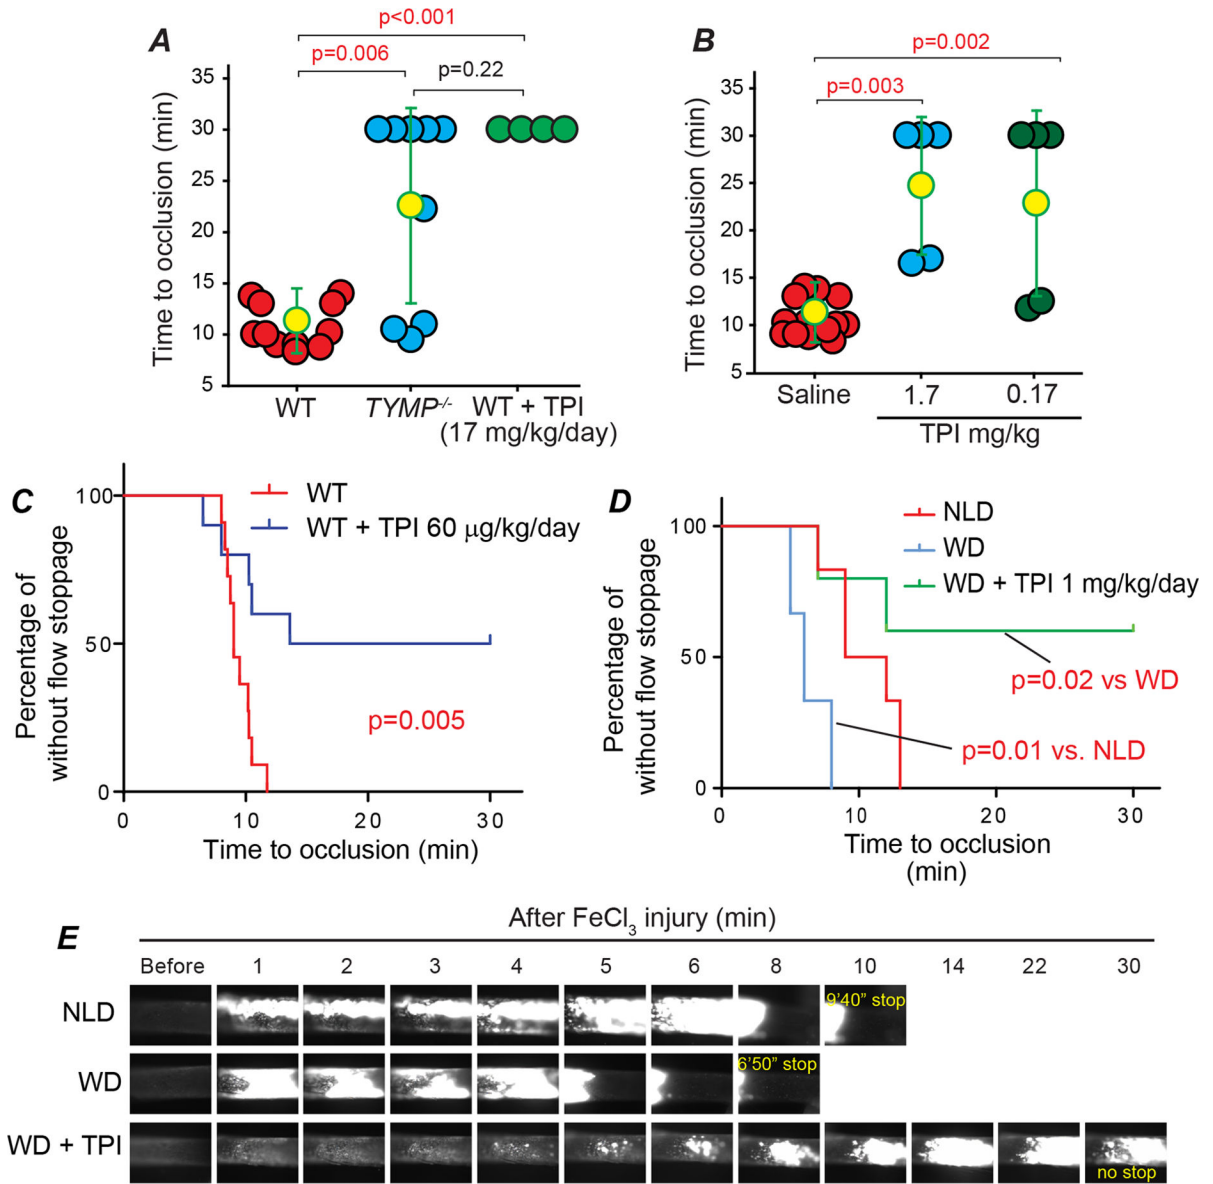 A
p<0.001
p=0.006
p=0.22
Time to occlusion (min)
35
30
25
20
15
10
5
WT
TYMP-/-
WT + TPI
(17 mg/kg/day)
B
p=0.002
p=0.003
Time to occlusion (min)
35
30
25
20
15
10
5
Saline
1.7
0.17
TPI mg/kg
C
WT
WT + TPI 60 µg/kg/day
Percentage of
without flow stoppage
100
50
0
p=0.005
0
10
20
30
Time to occlusion (min)
D
NLD
WD
WD + TPI 1 mg/kg/day
Percentage of
without flow stoppage
100
50
0
p=0.02 vs WD
p=0.01 vs. NLD
0
10
20
30
Time to occlusion
(min)
E
After FeCl3 injury (min)
Before 1 2 3 4 5 6 8 10 14 22 30
NLD
9'40" stop
WD
6'50" stop
WD + TPI
no stop